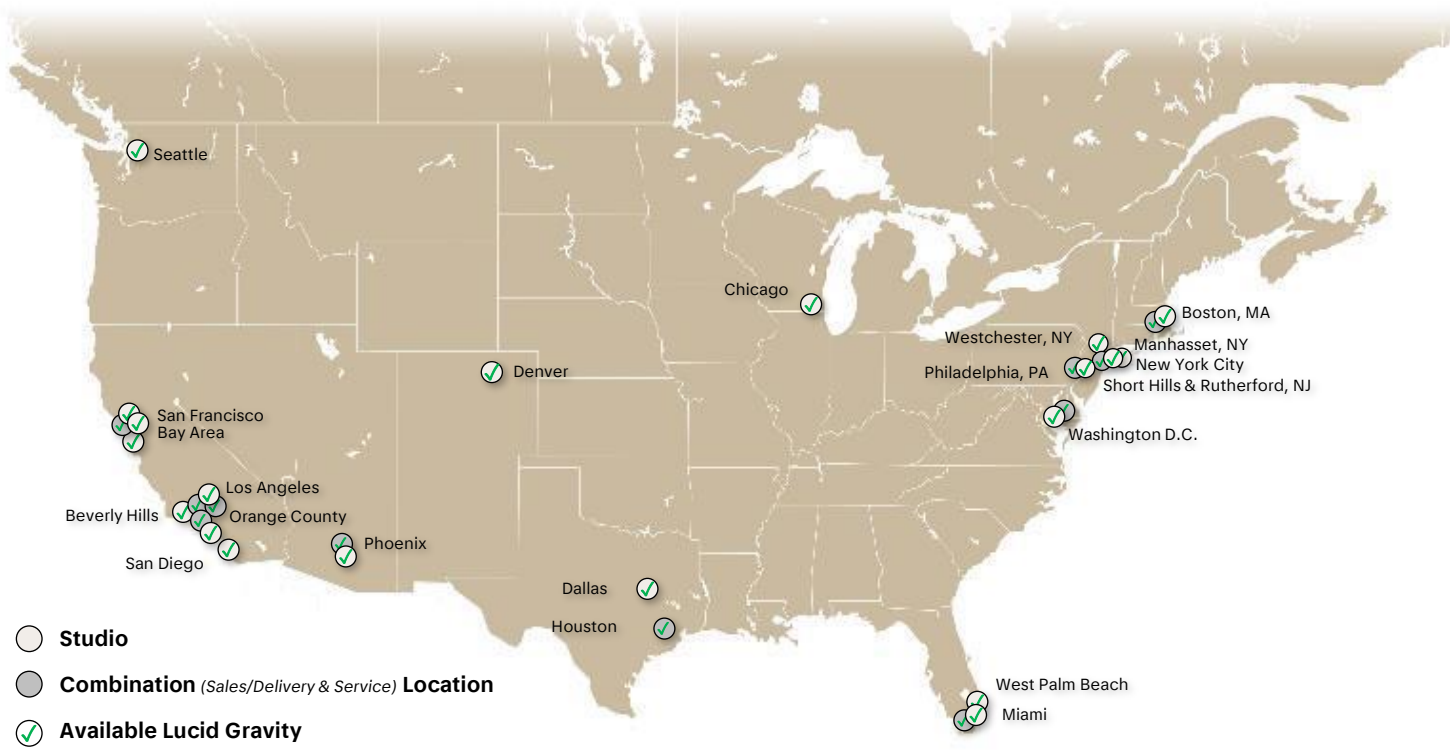 Seattle
Chicago
Boston, MA
Westchester, NY
Manhasset, NY
New York City
Philadelphia, PA
Short Hills & Rutherford, NJ
Denver
San Francisco
Bay Area
Washington D.C.
Los Angeles
Beverly Hills
Orange County
Phoenix
San Diego
Dallas
Houston
Studio
Combination (Sales/Delivery & Service) Location
West Palm Beach
Miami
Available Lucid Gravity